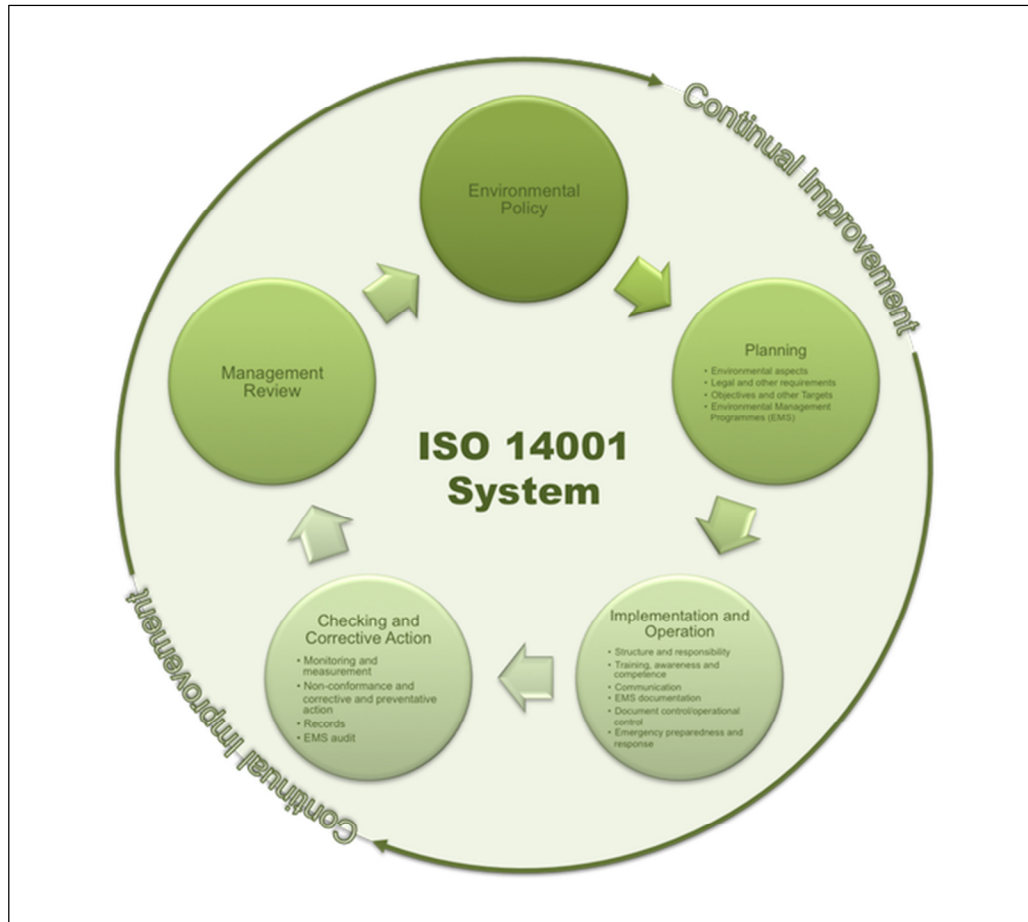 Continual Improvement
Environmental
Policy
Planning
• Environmental aspects
• Legal and other requirements
• Objectives and other Targets
• Environmental Management
Programmes (EMS)
Management
Review
ISO 14001
System
Implementation and
Operation
• Structure and responsibility
• Training, awareness and
competence
• Communication
• EMS documentation
• Document control/operational
control
• Emergency preparedness and
response
Checking and
Corrective Action
• Monitoring and
measurement
• Non-conformance and
corrective and preventative
action
• Records
• EMS audit
Continual Improvement